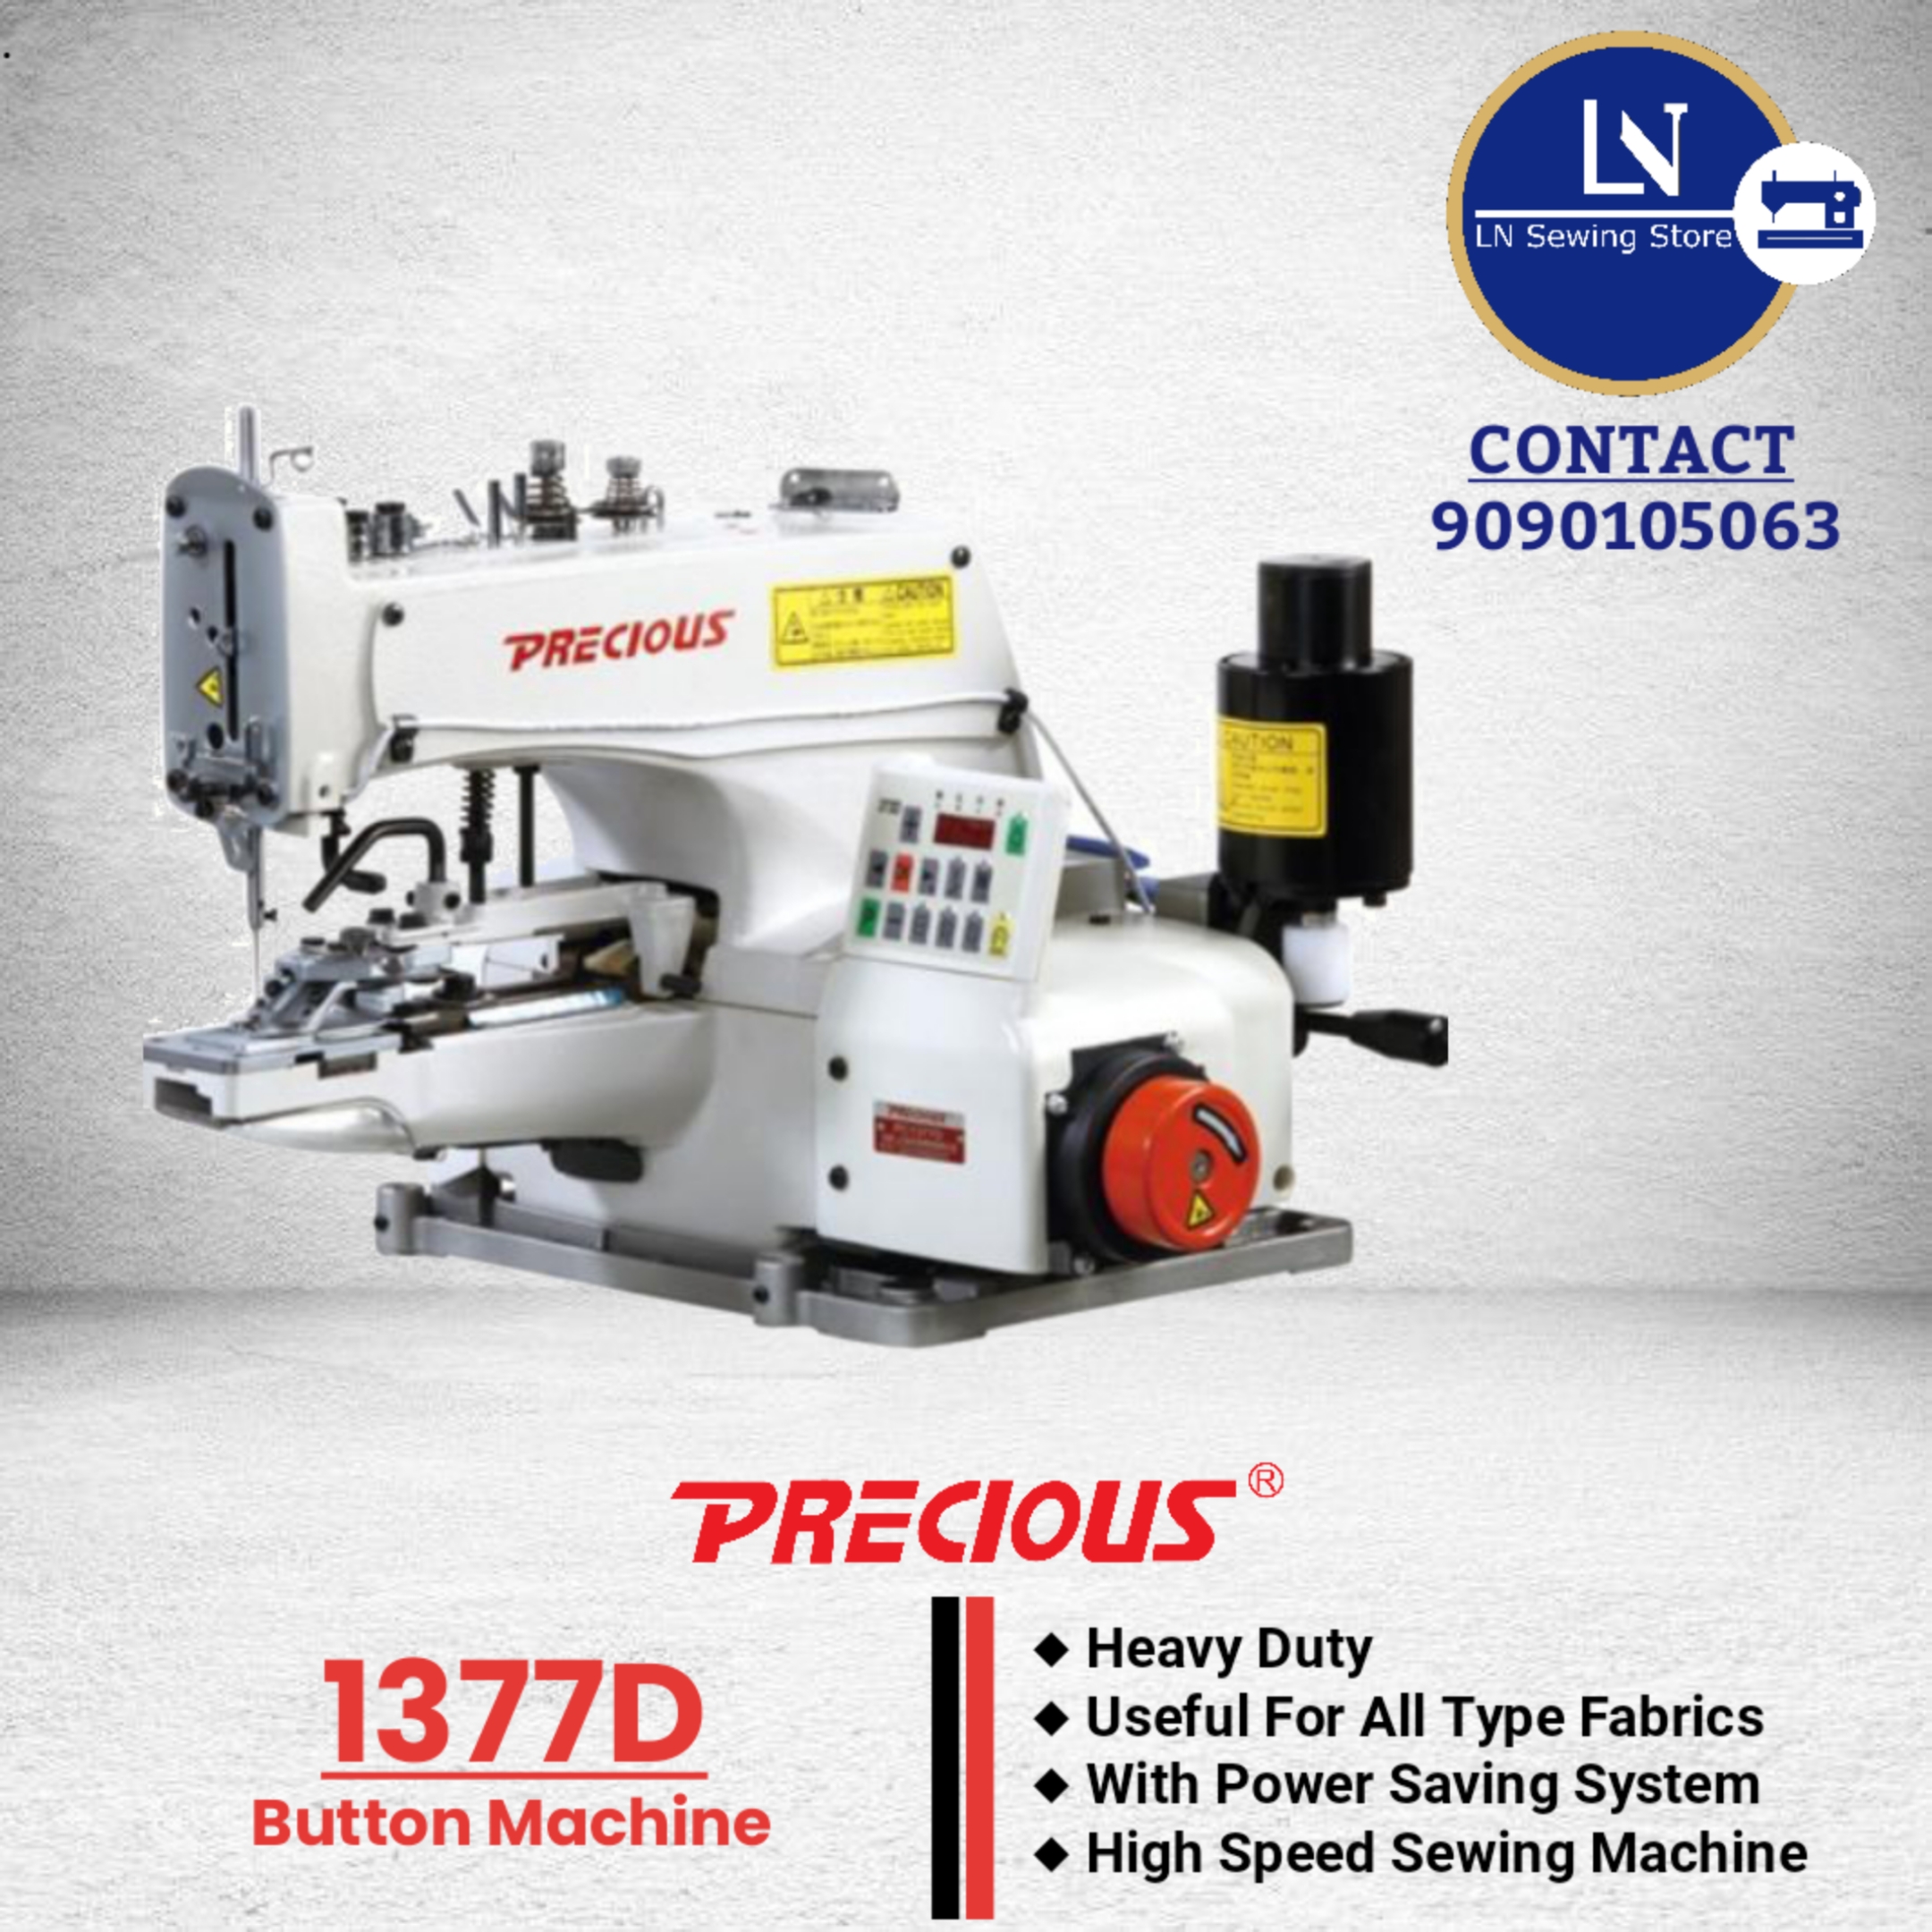 LN
LN Sewing Store
CONTACT
9090105063
PRECIOUS
CAUTION
CAUTION
PRECIOUS®
1377D
Button Machine
◆ Heavy Duty
◆ Useful For All Type Fabrics
◆ With Power Saving System
◆ High Speed Sewing Machine